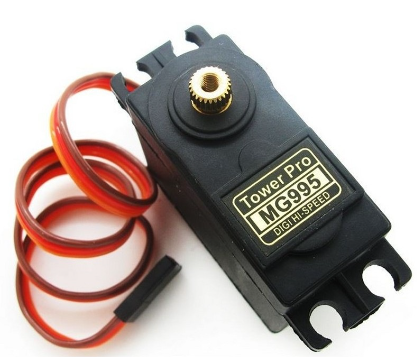 Tower Pro
MG995
DIGI HI-SPEED